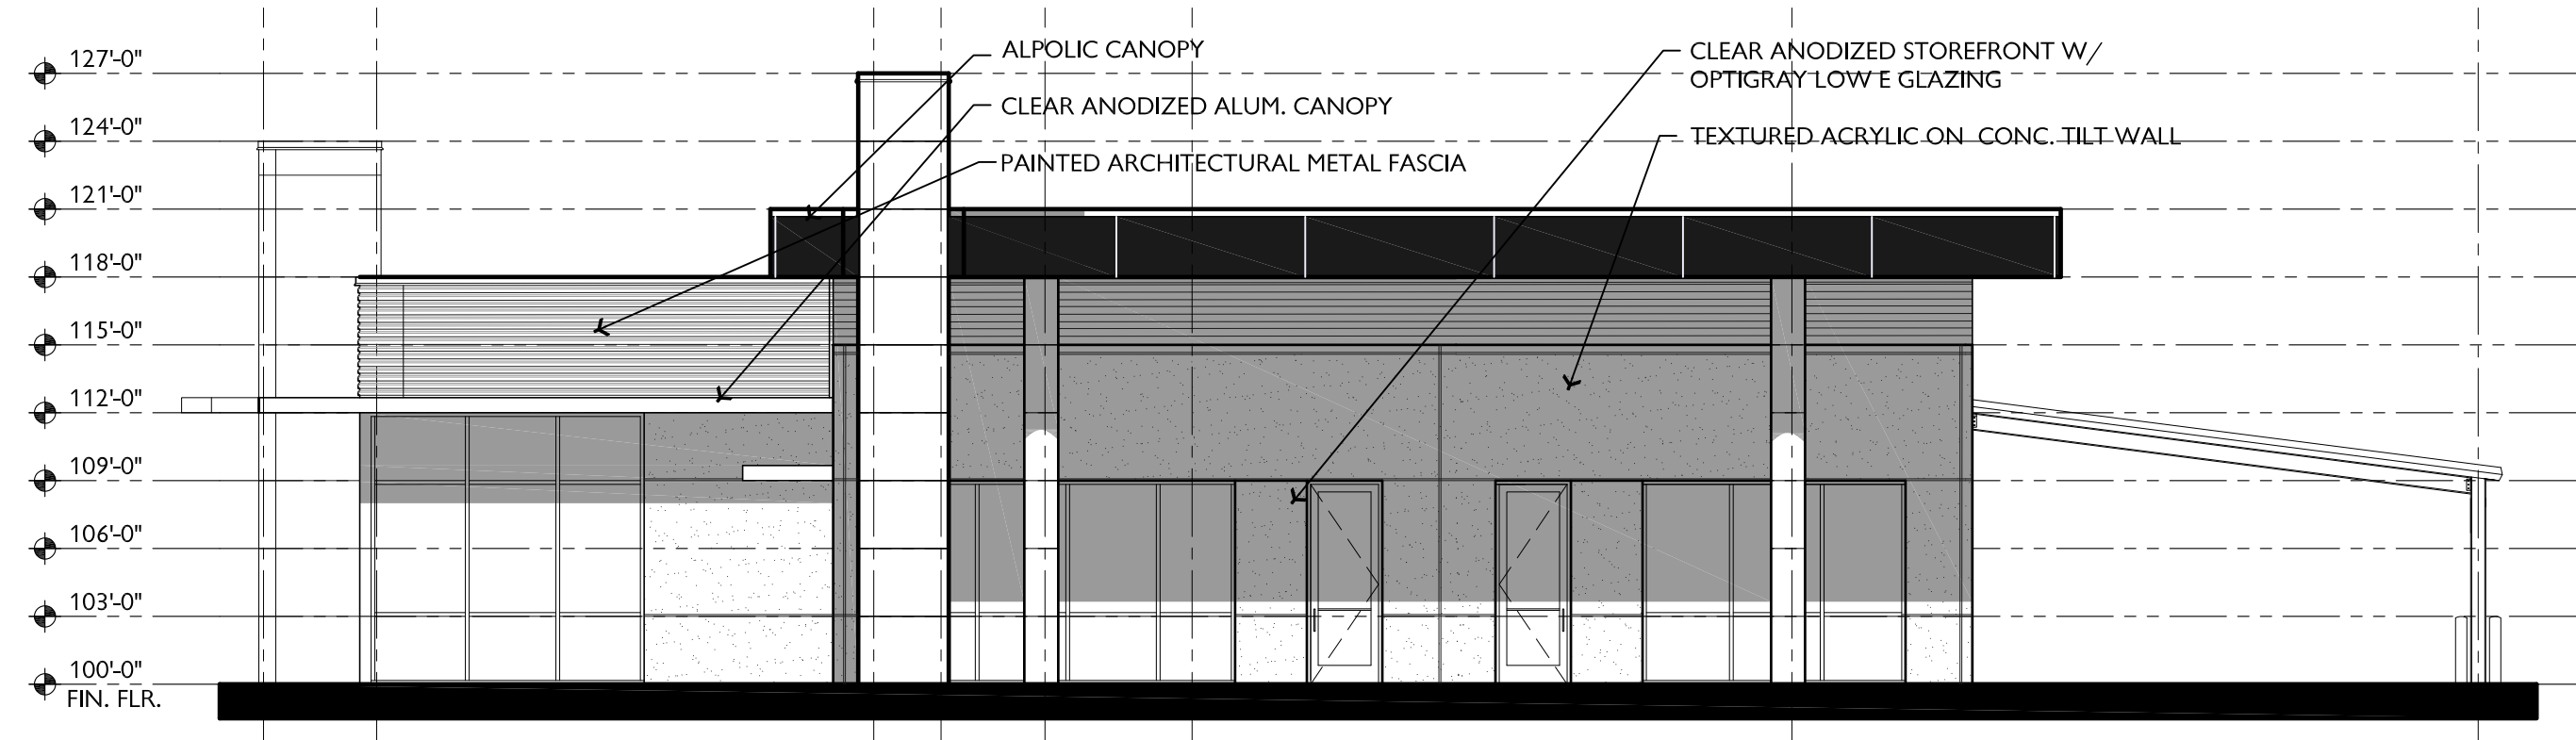 127'-0"
124'-0"
121'-0"
118'-0"
115'-0"
112'-0"
109'-0"
106'-0"
103'-0"
100'-0"
FIN. FLR.
ALPOLIC CANOPY
CLEAR ANODIZED ALUM. CANOPY
PAINTED ARCHITECTURAL METAL FASCIA
CLEAR ANODIZED STOREFRONT W/
OPTIGRAY LOW E GLAZING
TEXTURED ACRYLIC ON CONC. TILT WALL